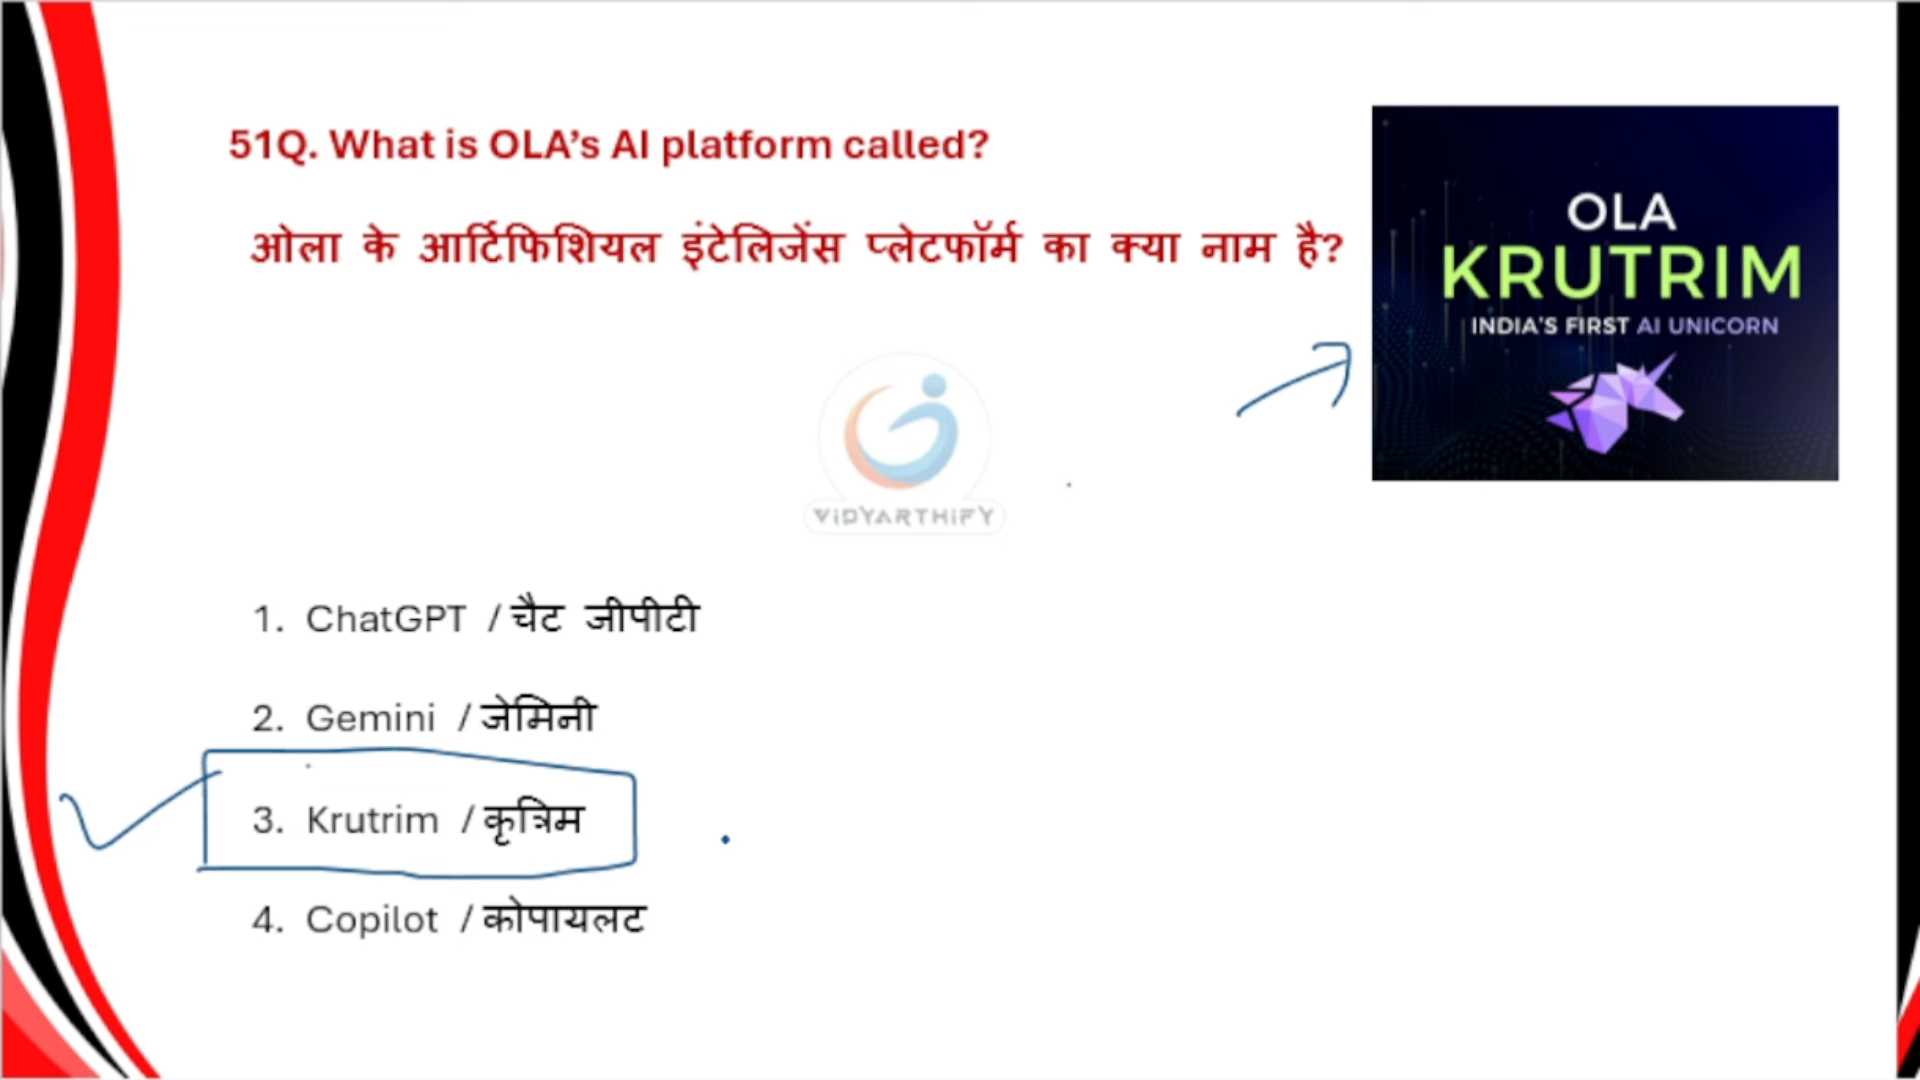 51Q. What is OLA’s AI platform called?
ओला के आर्टिफिशियल इंटेलिजेंस प्लेटफॉर्म का क्या नाम है?
OLA
KRUTRIM
INDIA'S FIRST AI UNICORN
VIDYARTHIFY
1. ChatGPT / चैट जीपीटी
2. Gemini / जेमिनी
3. Krutrim / कृत्रिम
4. Copilot / कोपायलट